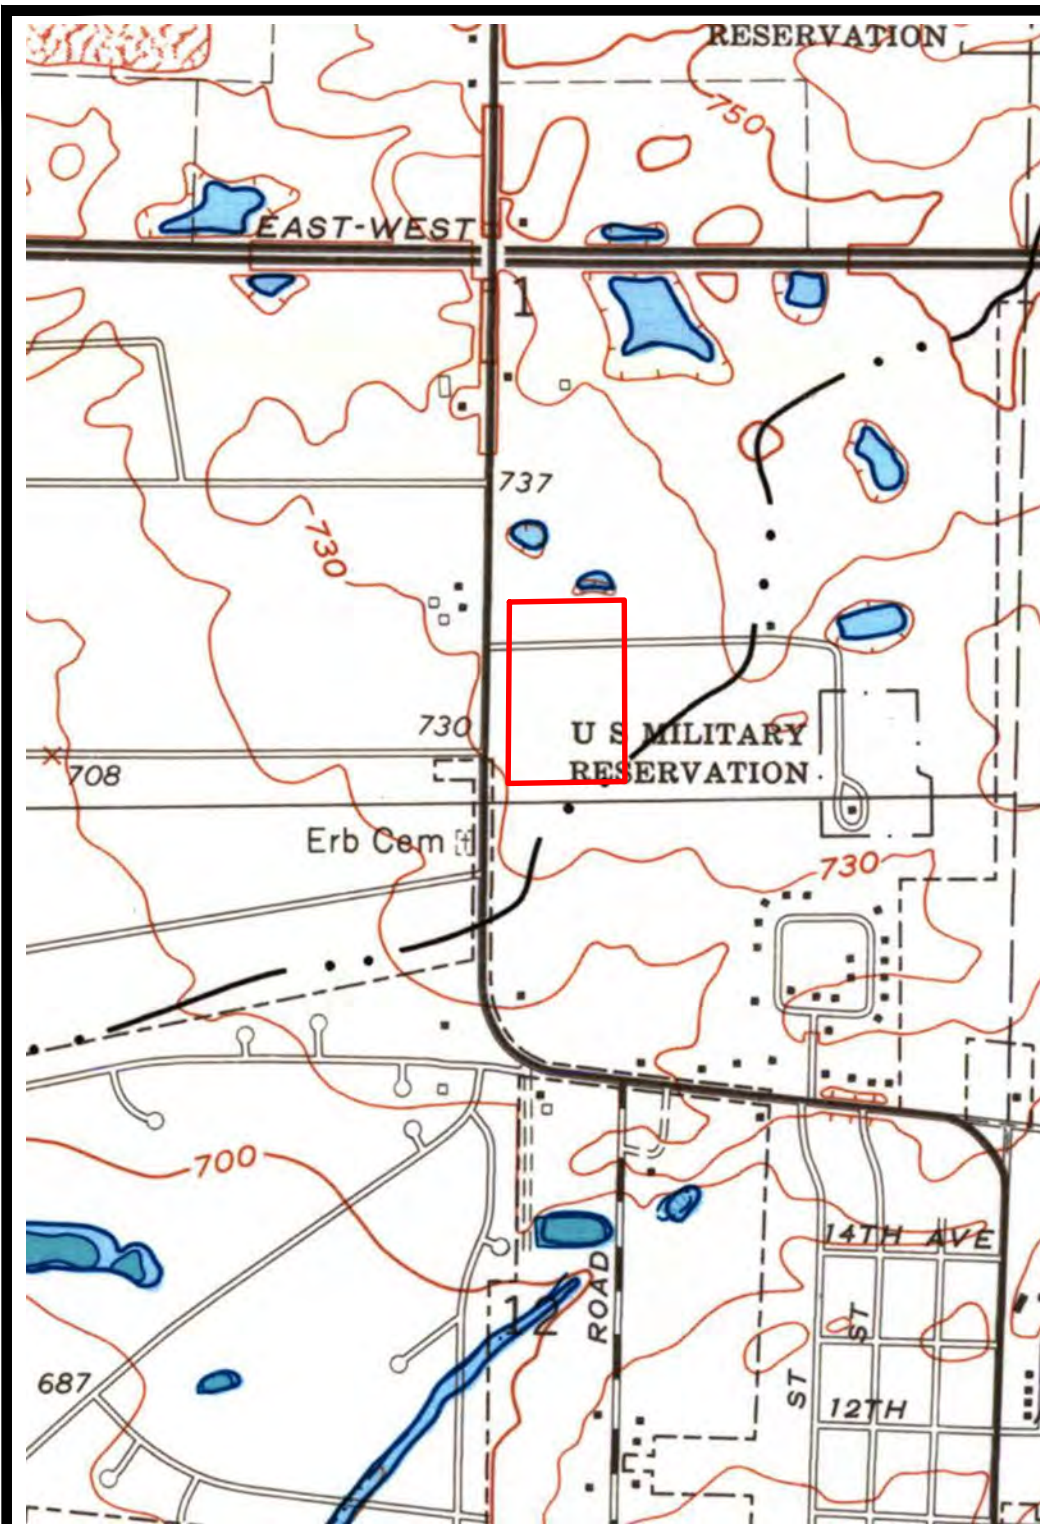 RESERVATION
750
EAST-WEST
1
737
730
730
U S MILITARY
RESERVATION
708
Erb Cem
730
700
14TH AVE
ROAD
12
ST
ST
687
12TH